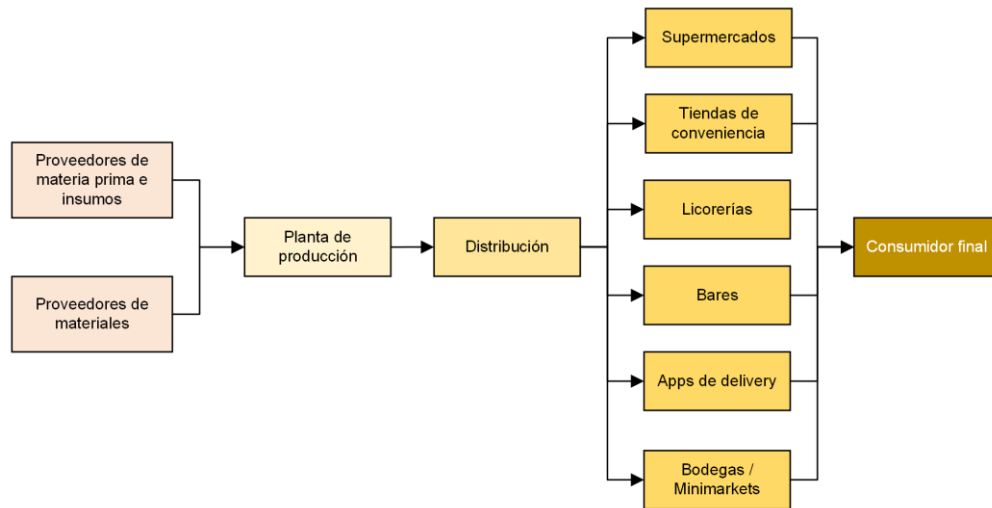 Proveedores de
materia prima e
insumos
Proveedores de
materiales
Planta de
producción
Distribución
Supermercados
Tiendas de
conveniencia
Licorerías
Bares
Apps de delivery
Bodegas /
Minimarkets
Consumidor final